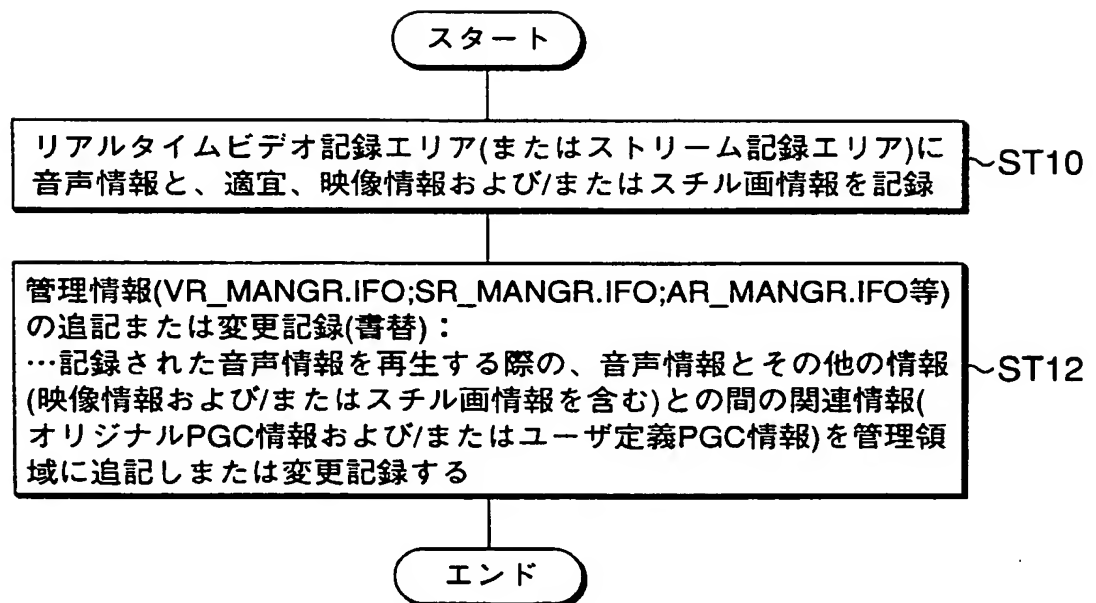 スタート
リアルタイムビデオ記録エリア(またはストリーム記録エリア)に
音声情報と、適宜、映像情報および/またはスチル画情報を記録
~ST10
管理情報(VR_MANGR.IFO;SR_MANGR.IFO;AR_MANGR.IFO等)
の追記または変更記録(書替)：
…記録された音声情報を再生する際の、音声情報とその他の情報
(映像情報および/またはスチル画情報を含む)との間の関連情報(
オリジナルPGC情報および/またはユーザ定義PGC情報)を管理領
域に追記しまたは変更記録する
~ST12
エンド